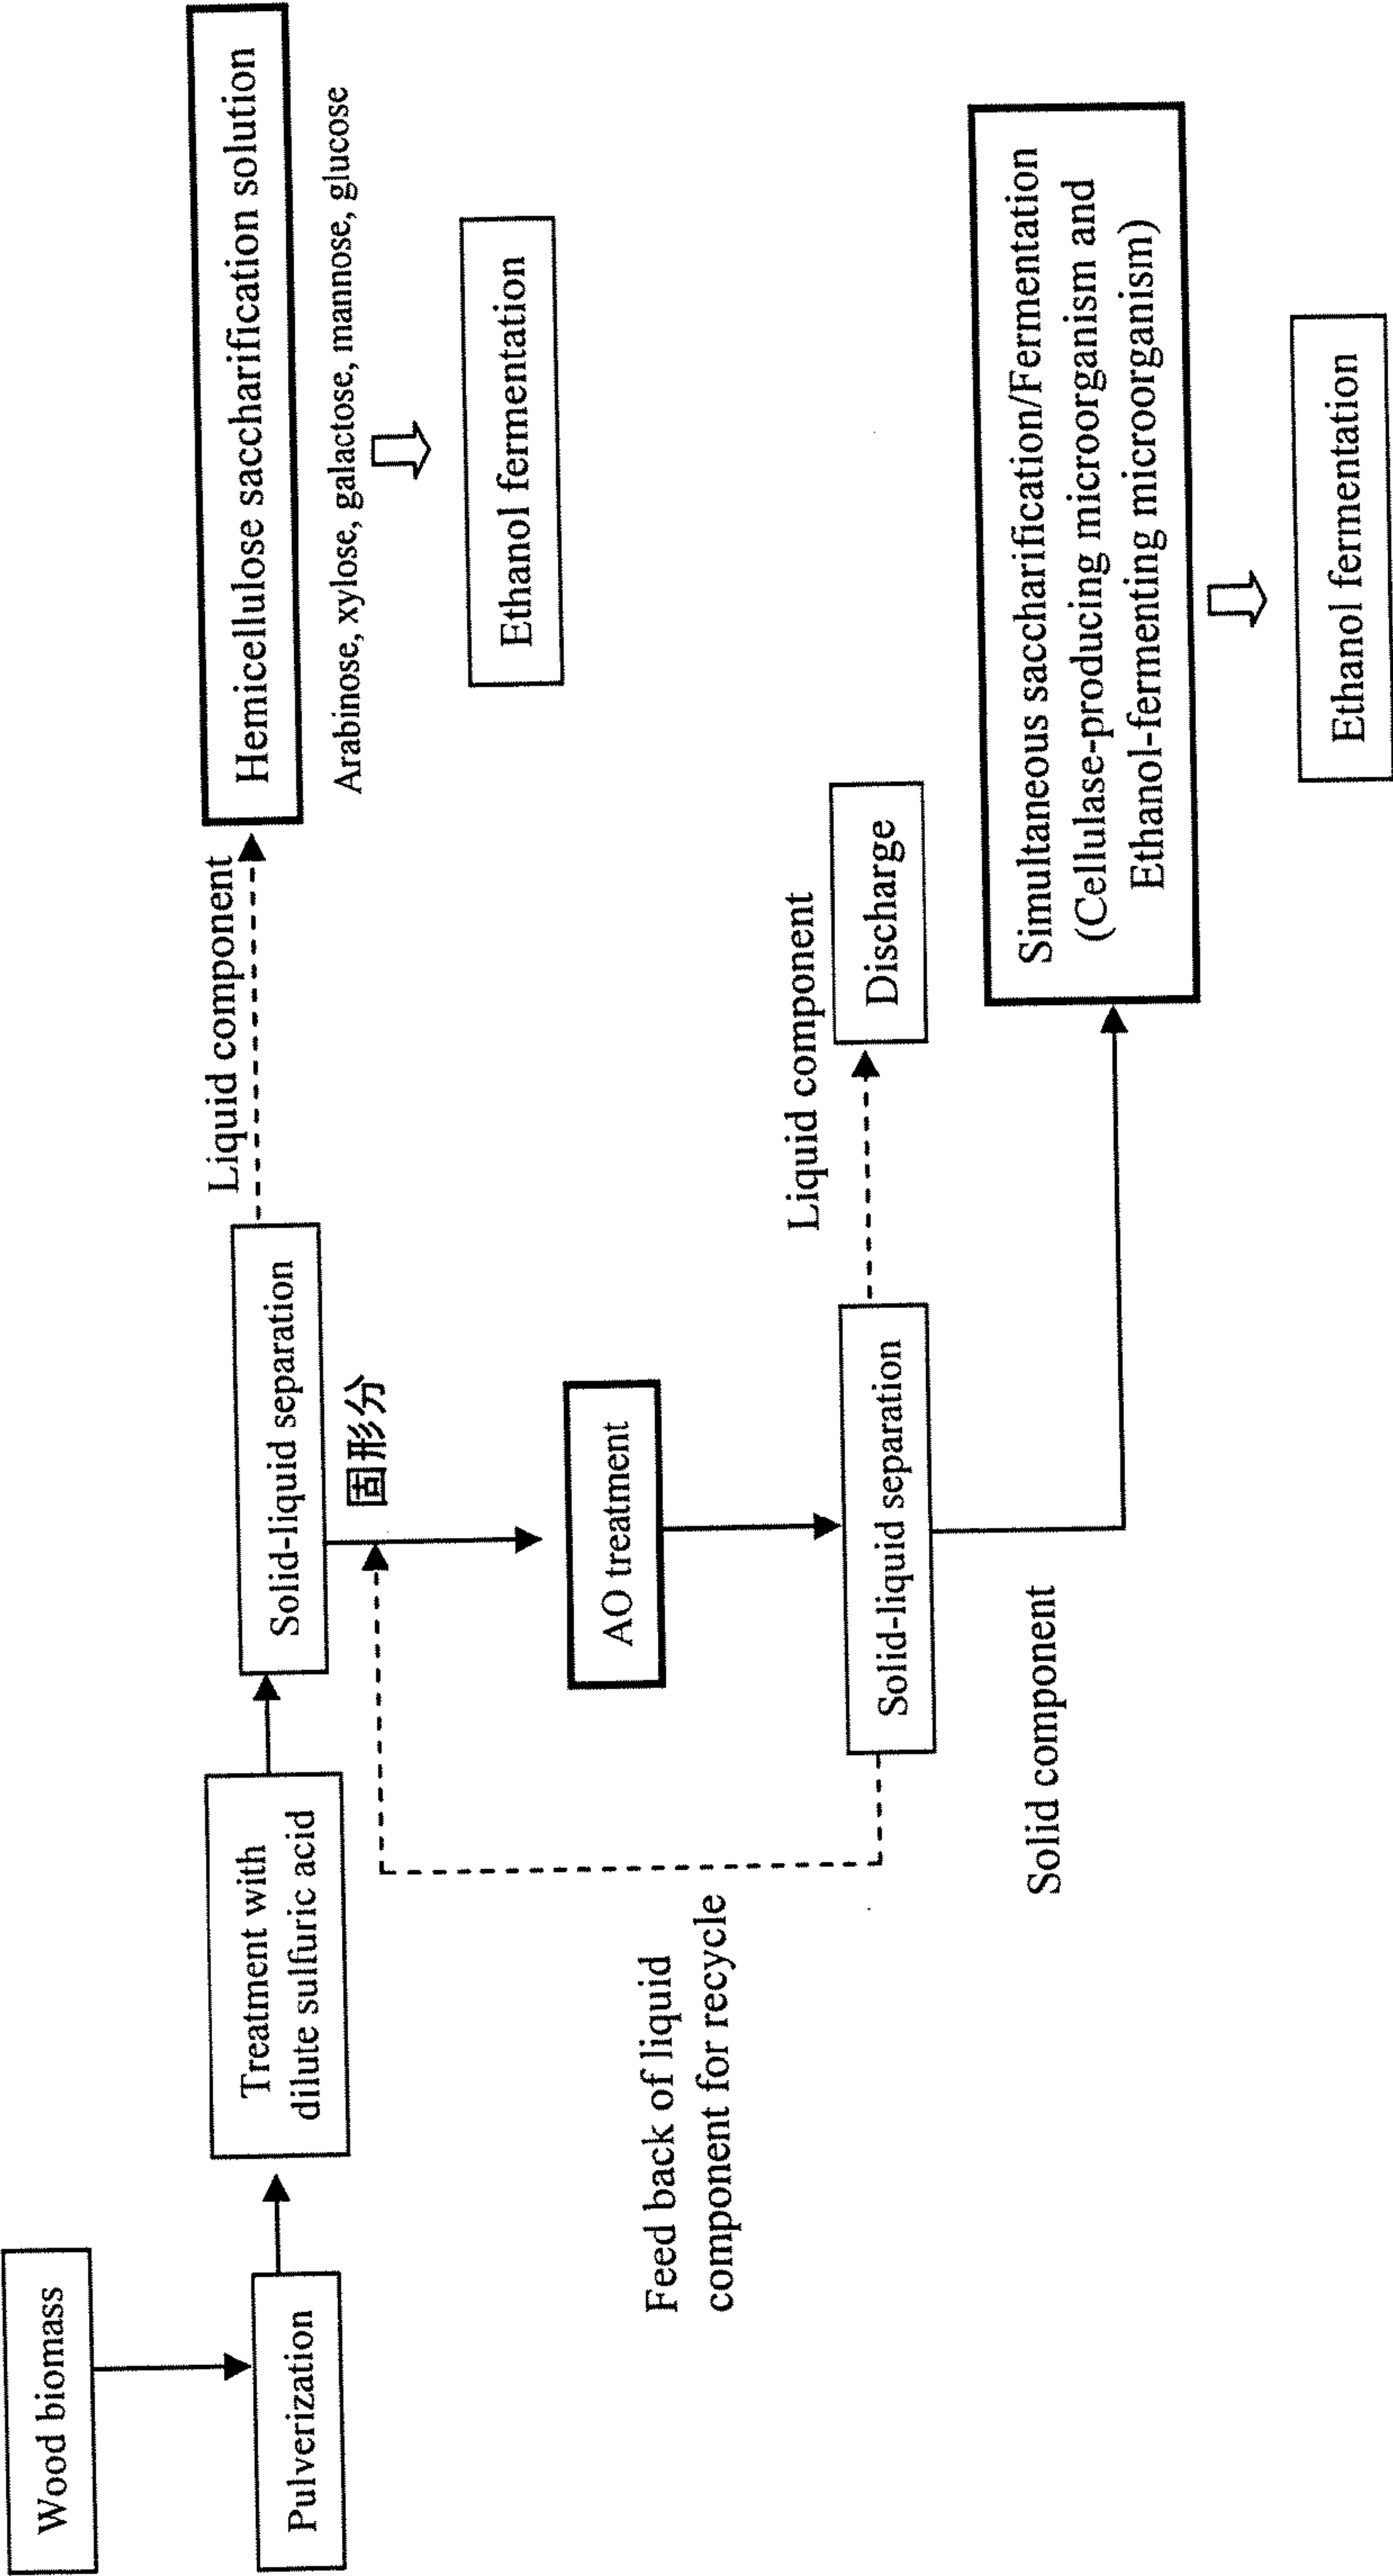 Wood biomass
Pulverization
Treatment with
dilute sulfuric acid
Solid-liquid separation
Liquid component
Hemicellulose saccharification solution
Arabinose, xylose, galactose, mannose, glucose
Ethanol fermentation
固形分
AO treatment
Feed back of liquid
component for recycle
Solid-liquid separation
Liquid component
Discharge
Solid component
Simultaneous saccharification/Fermentation
(Cellulase-producing microorganism and
Ethanol-fermenting microorganism)
Ethanol fermentation